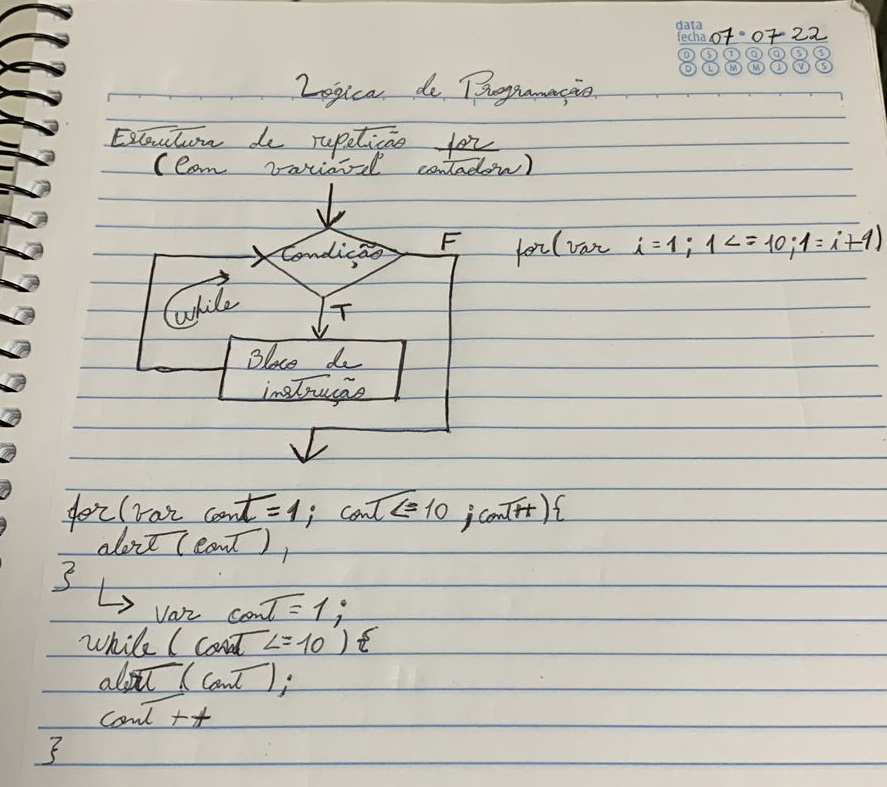 data
fecha 07 · 07 · 22
D S T Q Q S S
D L M M J V S
Lógica de Programação
Estrutura de repetição for
(Com variável contadora)
Condição
F
for(var i=1; 1<=10;1=i+1)
while
T
Bloco de
instrução
for(var cont=1; cont<=10 ;cont++){
alert(cont),
}
var cont=1;
while(cont<=10){
alert(cont);
cont++
}